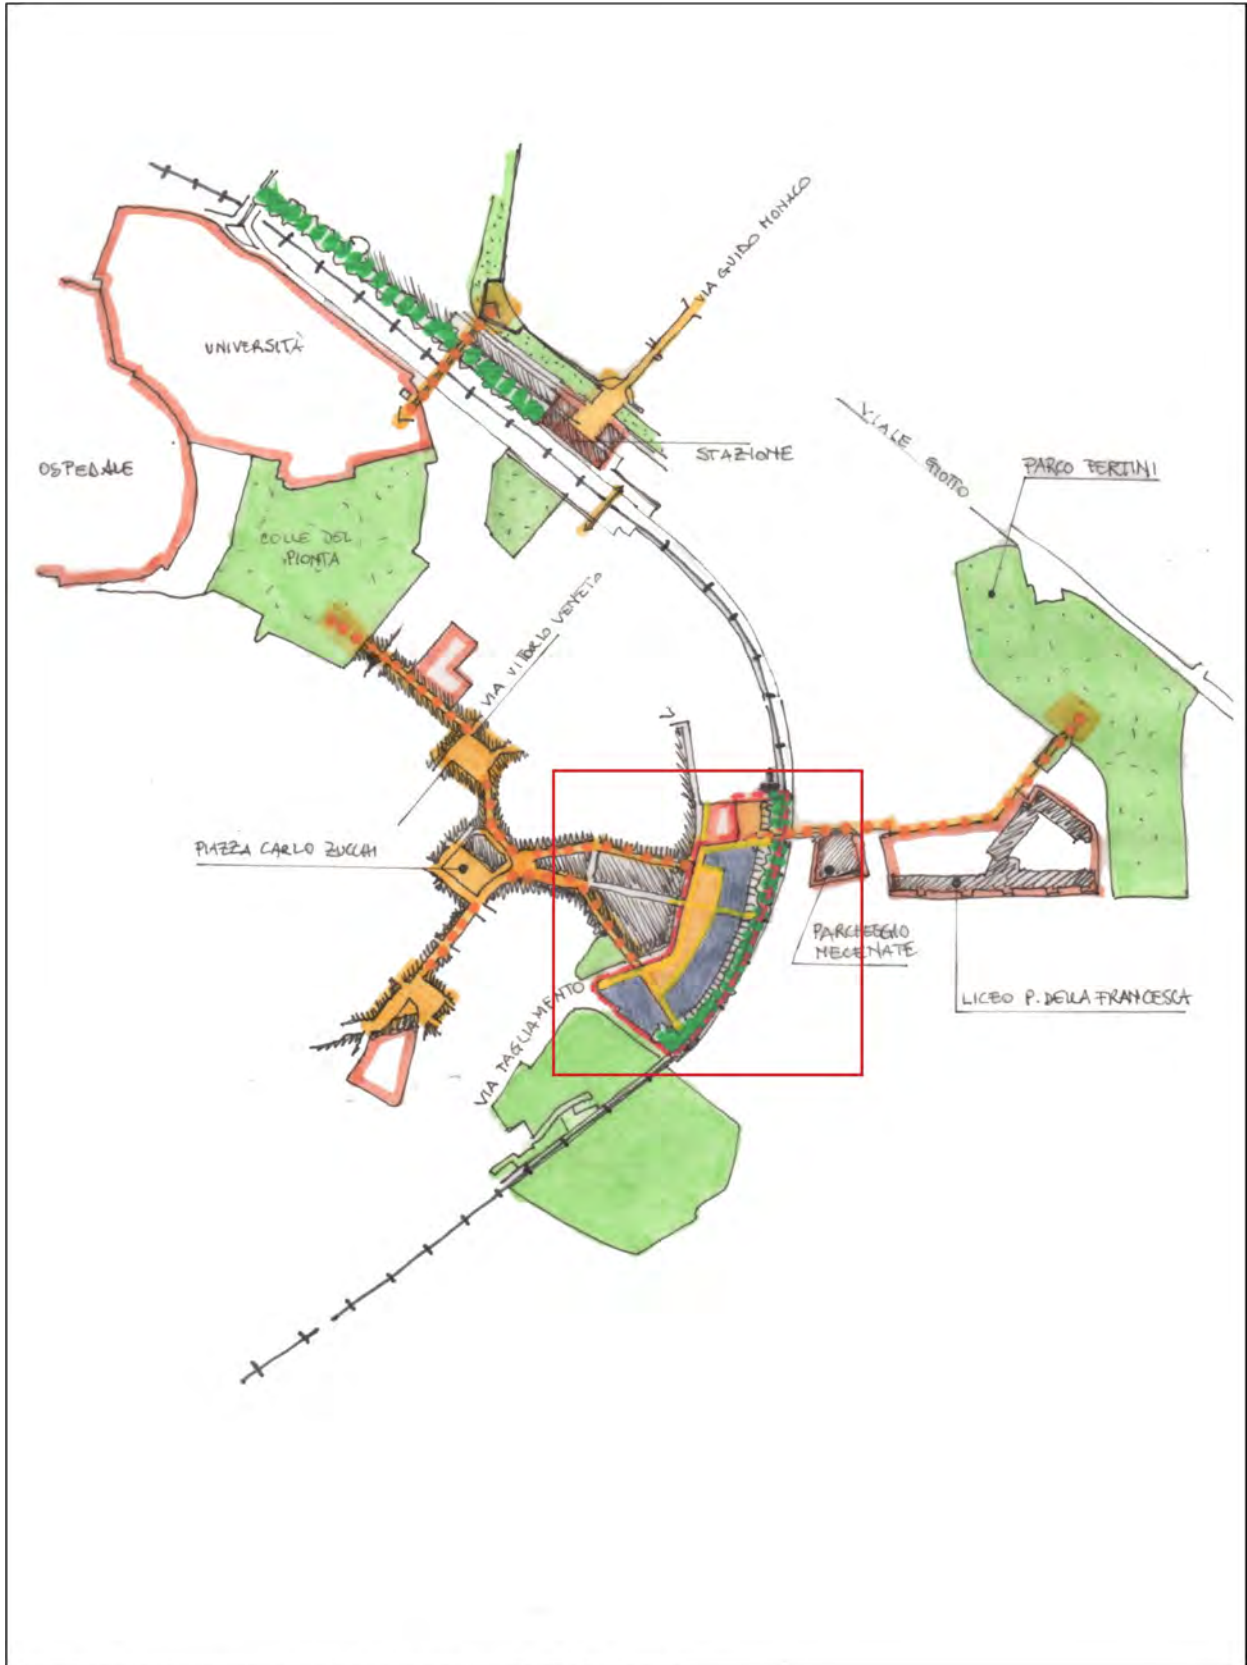 VIA GUIDO MONACO
UNIVERSITÀ
STAZIONE
VIALE GIOTTO
PARCO PERTINI
OSPEDALE
COLLE DEL
PIONTA
VIA VITTORIO VENETO
PIAZZA CARLO ZUCCHI
PARCHEGGIO
MECENATE
LICEO P. DELLA FRANCESCA
VIA TAGLIAMENTO